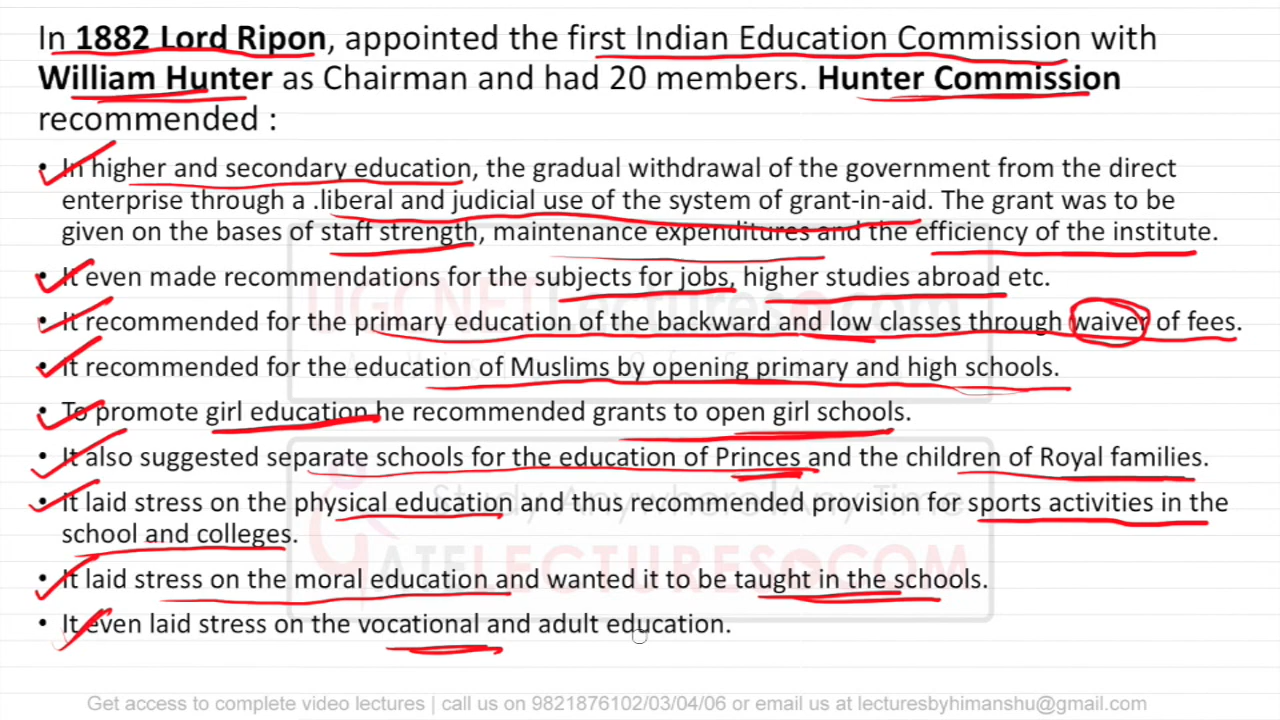 In 1882 Lord Ripon, appointed the first Indian Education Commission with
William Hunter as Chairman and had 20 members. Hunter Commission
recommended :
• In higher and secondary education, the gradual withdrawal of the government from the direct
enterprise through a .liberal and judicial use of the system of grant-in-aid. The grant was to be
given on the bases of staff strength, maintenance expenditures and the efficiency of the institute.
• It even made recommendations for the subjects for jobs, higher studies abroad etc.
• It recommended for the primary education of the backward and low classes through waiver of fees.
• It recommended for the education of Muslims by opening primary and high schools.
• To promote girl education he recommended grants to open girl schools.
• It also suggested separate schools for the education of Princes and the children of Royal families.
• It laid stress on the physical education and thus recommended provision for sports activities in the
school and colleges.
• It laid stress on the moral education and wanted it to be taught in the schools.
• It even laid stress on the vocational and adult education.
UGCNETLectures.com
Study Anywhere|Any Time
GATELECTURES.COM
Get access to complete video lectures | call us on 9821876102/03/04/06 or email us at lecturesbyhimanshu@gmail.com